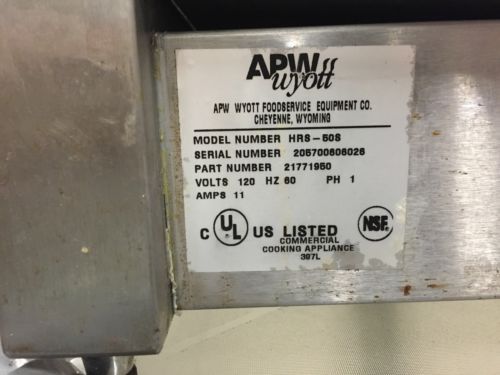 APW
wyott
APW WYOTT FOODSERVICE EQUIPMENT CO.
CHEYENNE, WYOMING
MODEL NUMBER HRS-50S
SERIAL NUMBER 205700606026
PART NUMBER 21771950
VOLTS 120 HZ 60 PH 1
AMPS 11
C UL US LISTED NSF
COMMERCIAL
COOKING APPLIANCE
397L